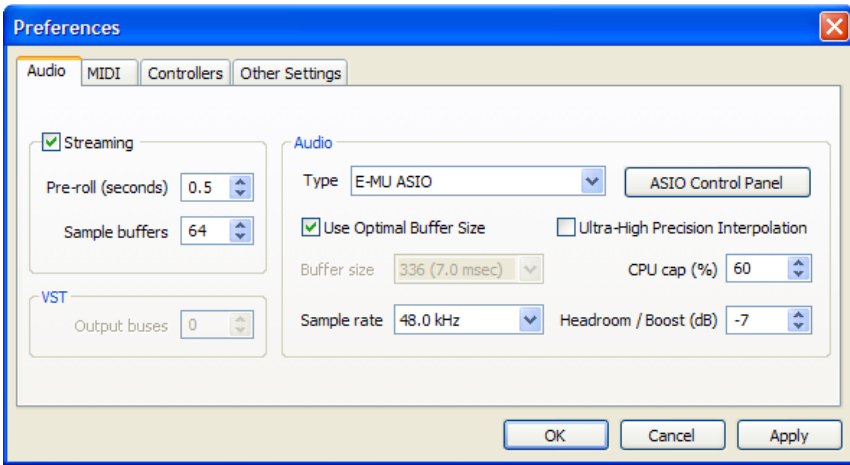 Preferences
Audio MIDI Controllers Other Settings
Streaming
Pre-roll (seconds) 0.5
Sample buffers 64
VST
Output buses 0
Audio
Type E-MU ASIO ASIO Control Panel
Use Optimal Buffer Size Ultra-High Precision Interpolation
Buffer size 336 (7.0 msec) CPU cap (%) 60
Sample rate 48.0 kHz Headroom / Boost (dB) -7
OK Cancel Apply